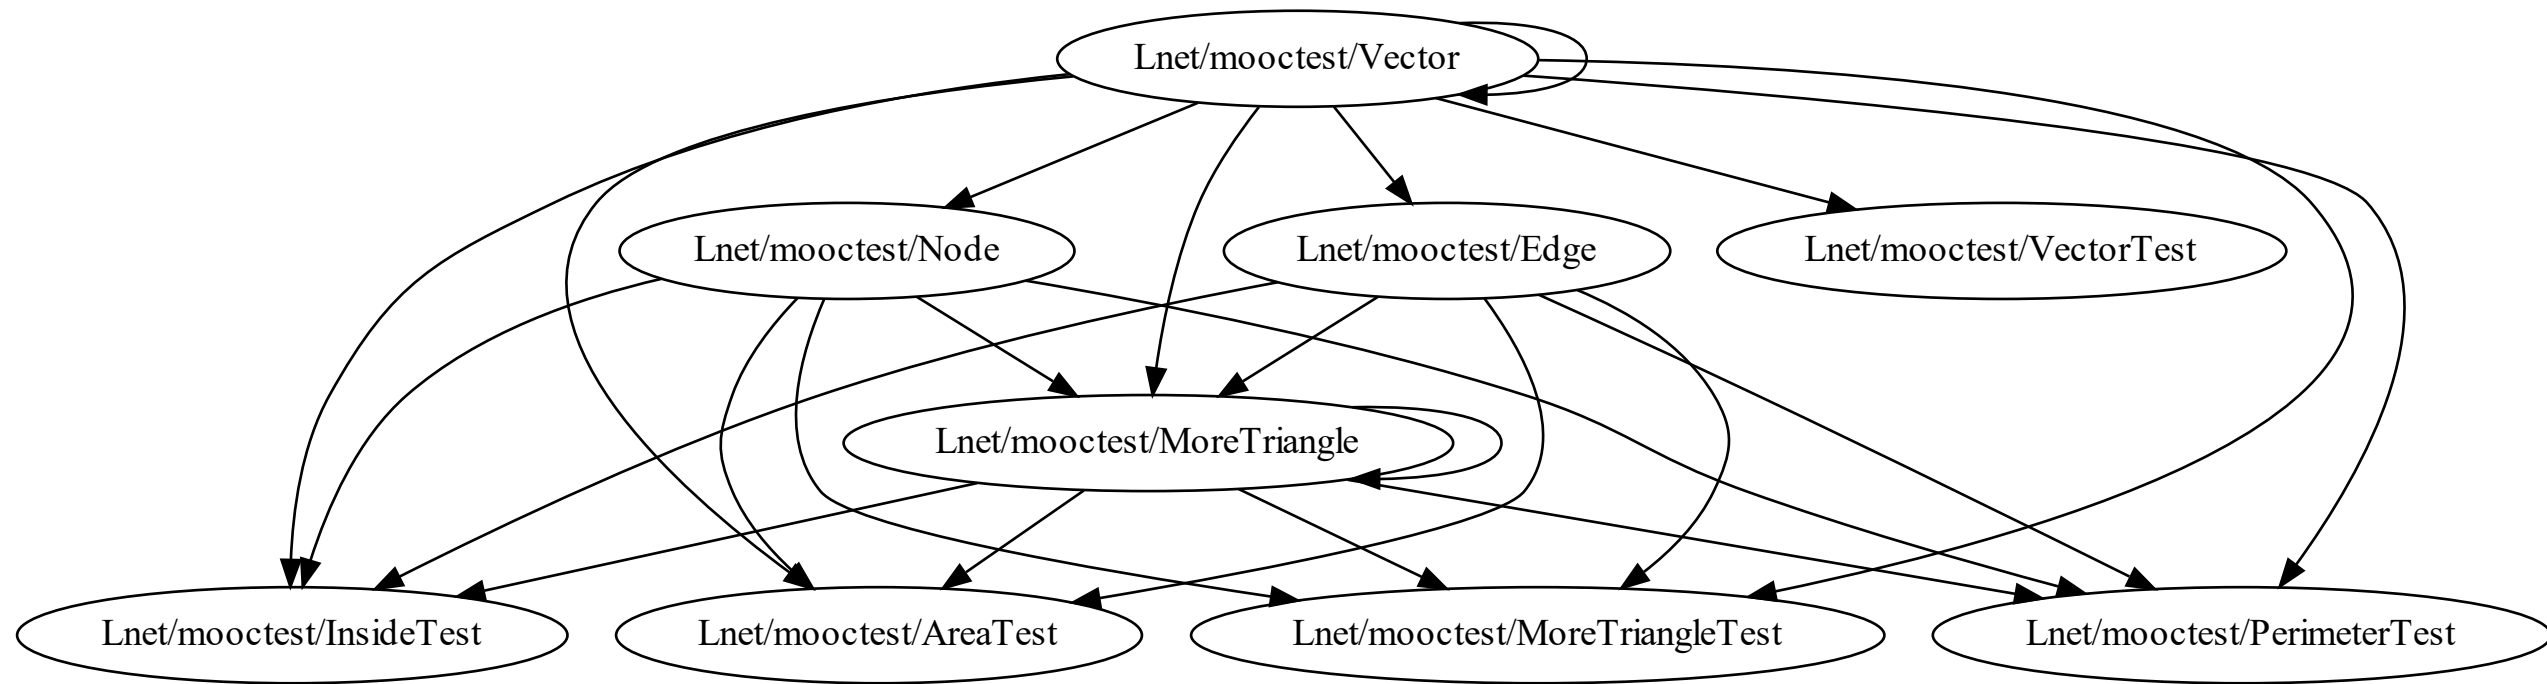 Lnet/mooctest/Vector
Lnet/mooctest/Node
Lnet/mooctest/Edge
Lnet/mooctest/VectorTest
Lnet/mooctest/MoreTriangle
Lnet/mooctest/InsideTest
Lnet/mooctest/AreaTest
Lnet/mooctest/MoreTriangleTest
Lnet/mooctest/PerimeterTest